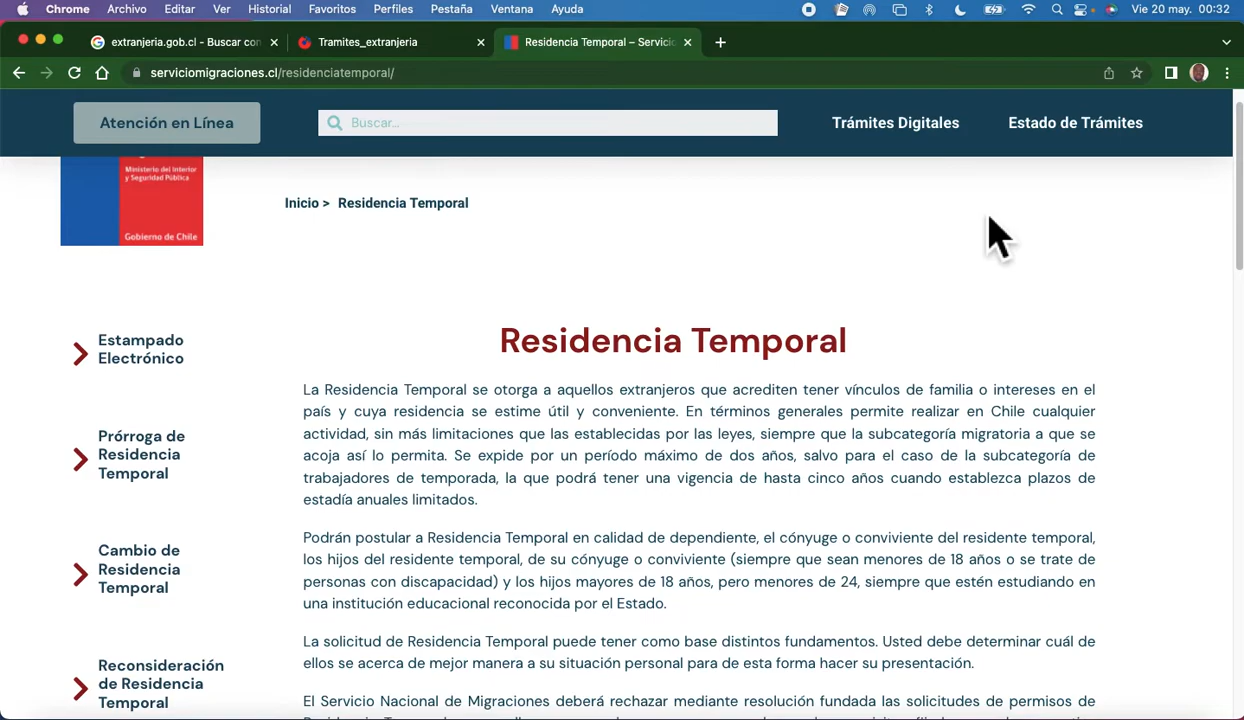 Chrome Archivo Editar Ver Historial Favoritos Perfiles Pestaña Ventana Ayuda Vie 20 may. 00:32
extranjeria.gob.cl - Buscar con Tramites_extranjeria Residencia Temporal – Servicio
serviciomigraciones.cl/residenciatemporal/
Atención en Línea Buscar... Trámites Digitales Estado de Trámites
Ministerio del Interior
y Seguridad Pública
Gobierno de Chile
Inicio > Residencia Temporal
Estampado
Electrónico
Prórroga de
Residencia
Temporal
Cambio de
Residencia
Temporal
Reconsideración
de Residencia
Temporal
Residencia Temporal
La Residencia Temporal se otorga a aquellos extranjeros que acrediten tener vínculos de familia o intereses en el
país y cuya residencia se estime útil y conveniente. En términos generales permite realizar en Chile cualquier
actividad, sin más limitaciones que las establecidas por las leyes, siempre que la subcategoría migratoria a que se
acoja así lo permita. Se expide por un período máximo de dos años, salvo para el caso de la subcategoría de
trabajadores de temporada, la que podrá tener una vigencia de hasta cinco años cuando establezca plazos de
estadía anuales limitados.
Podrán postular a Residencia Temporal en calidad de dependiente, el cónyuge o conviviente del residente temporal,
los hijos del residente temporal, de su cónyuge o conviviente (siempre que sean menores de 18 años o se trate de
personas con discapacidad) y los hijos mayores de 18 años, pero menores de 24, siempre que estén estudiando en
una institución educacional reconocida por el Estado.
La solicitud de Residencia Temporal puede tener como base distintos fundamentos. Usted debe determinar cuál de
ellos se acerca de mejor manera a su situación personal para de esta forma hacer su presentación.
El Servicio Nacional de Migraciones deberá rechazar mediante resolución fundada las solicitudes de permisos de